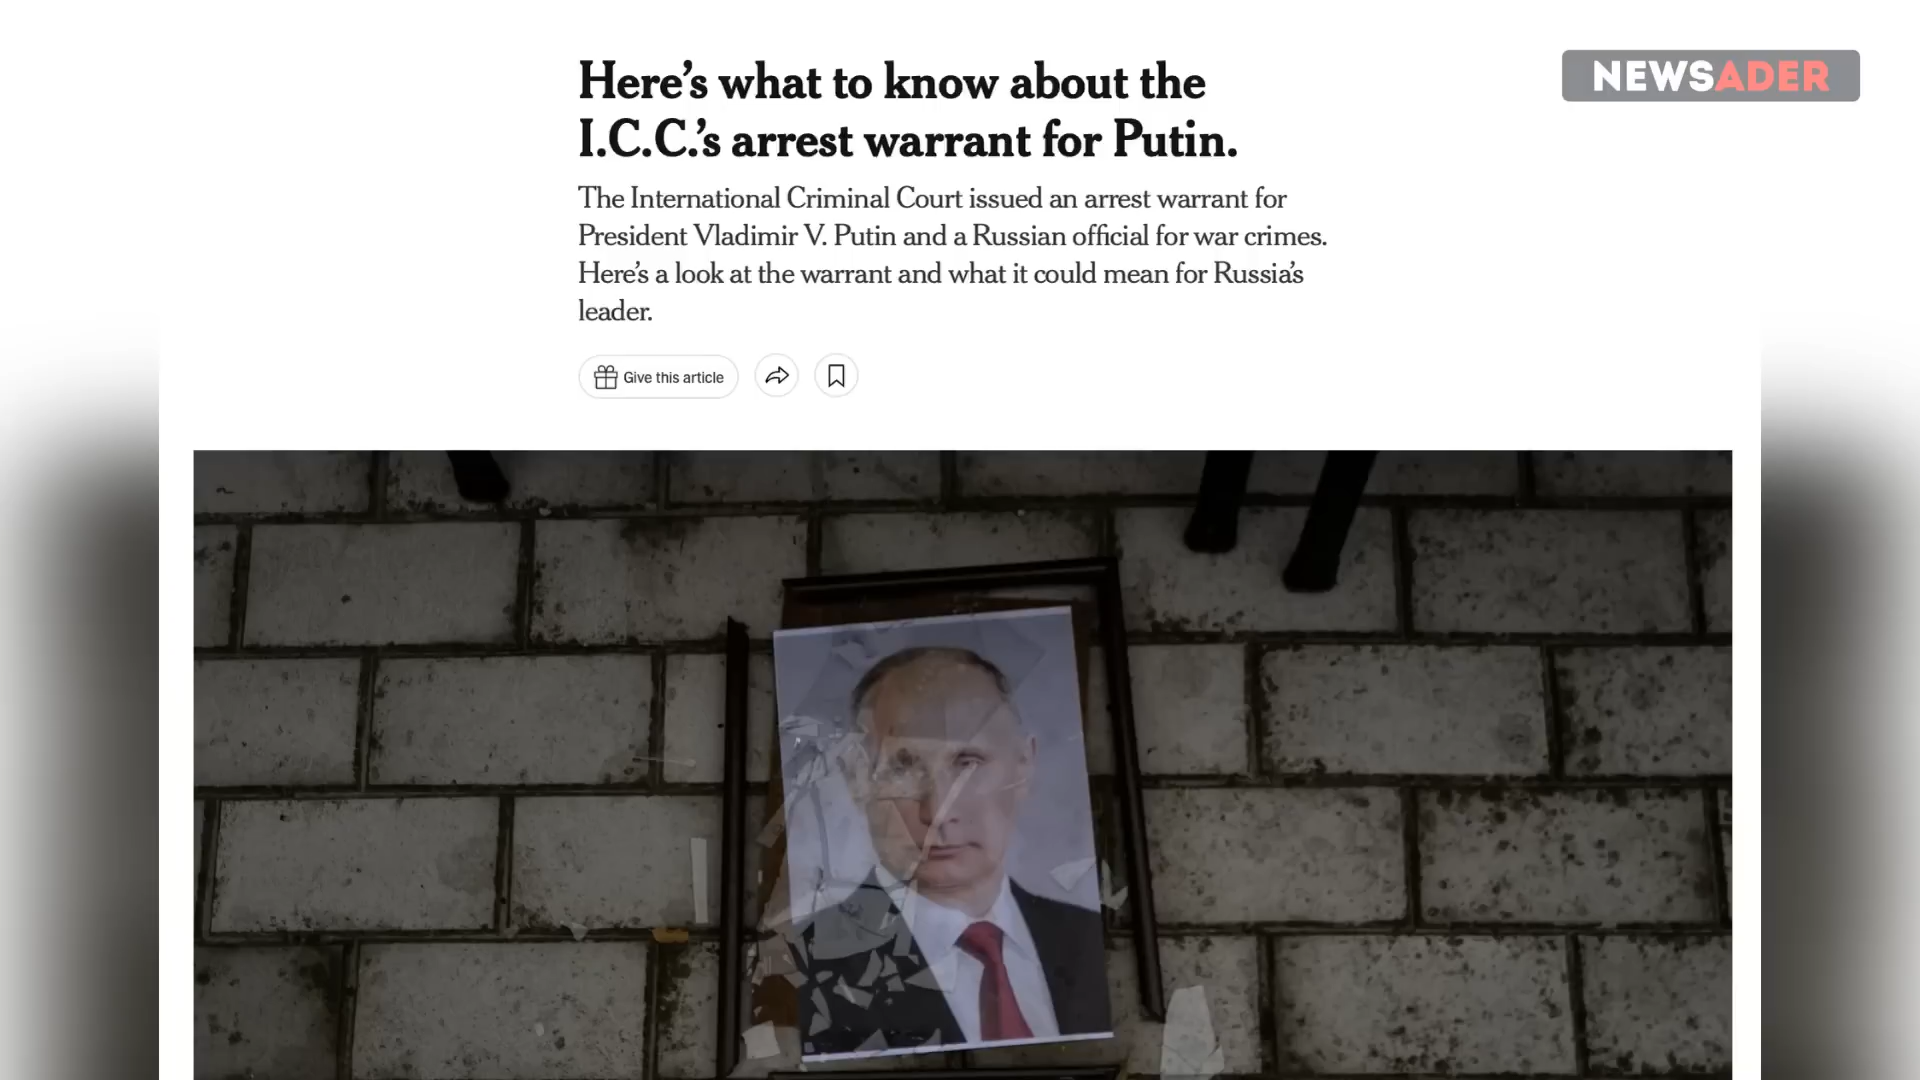 NEWSADER
Here’s what to know about the
I.C.C.’s arrest warrant for Putin.
The International Criminal Court issued an arrest warrant for
President Vladimir V. Putin and a Russian official for war crimes.
Here’s a look at the warrant and what it could mean for Russia’s
leader.
Give this article